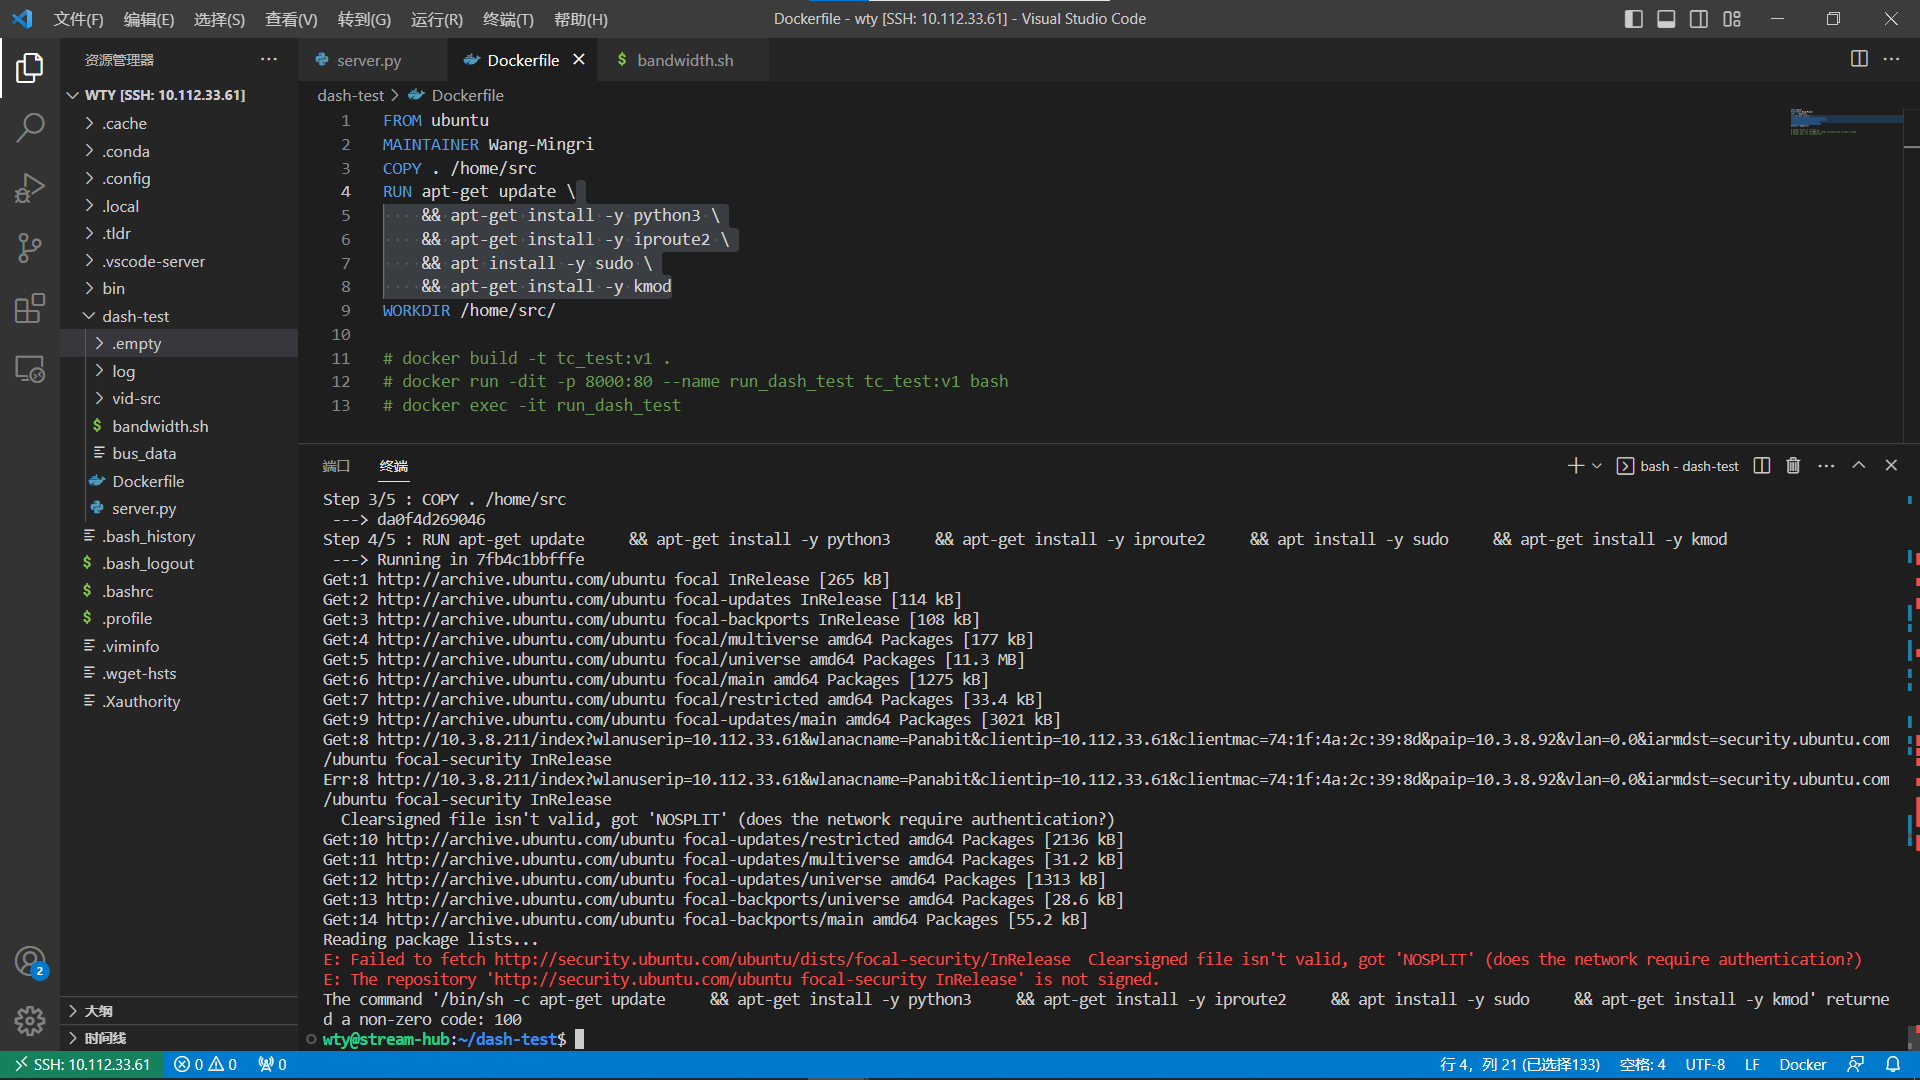 文件(F) 编辑(E) 选择(S) 查看(V) 转到(G) 运行(R) 终端(T) 帮助(H)
Dockerfile - wty [SSH: 10.112.33.61] - Visual Studio Code
资源管理器
WTY [SSH: 10.112.33.61]
.cache
.conda
.config
.local
.tldr
.vscode-server
bin
dash-test
.empty
log
vid-src
bandwidth.sh
bus_data
Dockerfile
server.py
.bash_history
.bash_logout
.bashrc
.profile
.viminfo
.wget-hsts
.Xauthority
大纲
时间线
2
server.py
Dockerfile
bandwidth.sh
dash-test > Dockerfile
1 FROM ubuntu
2 MAINTAINER Wang-Mingri
3 COPY . /home/src
4 RUN apt-get update \
5 && apt-get install -y python3 \
6 && apt-get install -y iproute2 \
7 && apt install -y sudo \
8 && apt-get install -y kmod
9 WORKDIR /home/src/
10
11 # docker build -t tc_test:v1 .
12 # docker run -dit -p 8000:80 --name run_dash_test tc_test:v1 bash
13 # docker exec -it run_dash_test
端口 终端
bash - dash-test
Step 3/5 : COPY . /home/src
---> da0f4d269046
Step 4/5 : RUN apt-get update     && apt-get install -y python3     && apt-get install -y iproute2     && apt install -y sudo     && apt-get install -y kmod
---> Running in 7fb4c1bbfffe
Get:1 http://archive.ubuntu.com/ubuntu focal InRelease [265 kB]
Get:2 http://archive.ubuntu.com/ubuntu focal-updates InRelease [114 kB]
Get:3 http://archive.ubuntu.com/ubuntu focal-backports InRelease [108 kB]
Get:4 http://archive.ubuntu.com/ubuntu focal/multiverse amd64 Packages [177 kB]
Get:5 http://archive.ubuntu.com/ubuntu focal/universe amd64 Packages [11.3 MB]
Get:6 http://archive.ubuntu.com/ubuntu focal/main amd64 Packages [1275 kB]
Get:7 http://archive.ubuntu.com/ubuntu focal/restricted amd64 Packages [33.4 kB]
Get:9 http://archive.ubuntu.com/ubuntu focal-updates/main amd64 Packages [3021 kB]
Get:8 http://10.3.8.211/index?wlanuserip=10.112.33.61&wlanacname=Panabit&clientip=10.112.33.61&clientmac=74:1f:4a:2c:39:8d&paip=10.3.8.92&vlan=0.0&iarmdst=security.ubuntu.com
/ubuntu focal-security InRelease
Err:8 http://10.3.8.211/index?wlanuserip=10.112.33.61&wlanacname=Panabit&clientip=10.112.33.61&clientmac=74:1f:4a:2c:39:8d&paip=10.3.8.92&vlan=0.0&iarmdst=security.ubuntu.com
/ubuntu focal-security InRelease
Clearsigned file isn't valid, got 'NOSPLIT' (does the network require authentication?)
Get:10 http://archive.ubuntu.com/ubuntu focal-updates/restricted amd64 Packages [2136 kB]
Get:11 http://archive.ubuntu.com/ubuntu focal-updates/multiverse amd64 Packages [31.2 kB]
Get:12 http://archive.ubuntu.com/ubuntu focal-updates/universe amd64 Packages [1313 kB]
Get:13 http://archive.ubuntu.com/ubuntu focal-backports/universe amd64 Packages [28.6 kB]
Get:14 http://archive.ubuntu.com/ubuntu focal-backports/main amd64 Packages [55.2 kB]
Reading package lists...
E: Failed to fetch http://security.ubuntu.com/ubuntu/dists/focal-security/InRelease  Clearsigned file isn't valid, got 'NOSPLIT' (does the network require authentication?)
E: The repository 'http://security.ubuntu.com/ubuntu focal-security InRelease' is not signed.
The command '/bin/sh -c apt-get update     && apt-get install -y python3     && apt-get install -y iproute2     && apt install -y sudo     && apt-get install -y kmod' returne
d a non-zero code: 100
wty@stream-hub:~/dash-test$
SSH: 10.112.33.61
0 0 0
行 4，列 21 (已选择133) 空格: 4 UTF-8 LF Docker